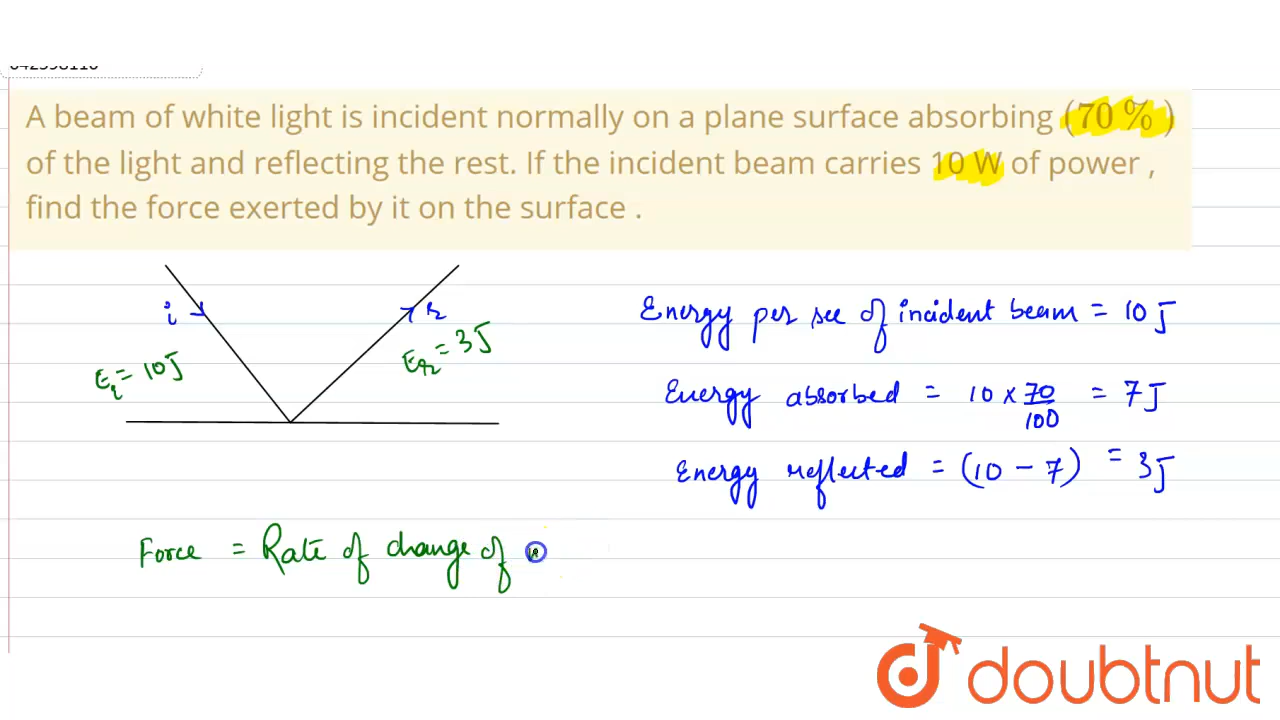 A beam of white light is incident normally on a plane surface absorbing (70 % )
of the light and reflecting the rest. If the incident beam carries 10 W of power ,
find the force exerted by it on the surface .
i
r
E_i = 10J
E_r = 3J
Energy per sec of incident beam = 10 J
Energy absorbed = 10 × 70/100 = 7J
Energy reflected = (10 - 7) = 3J
Force = Rate of change of
doubtnut